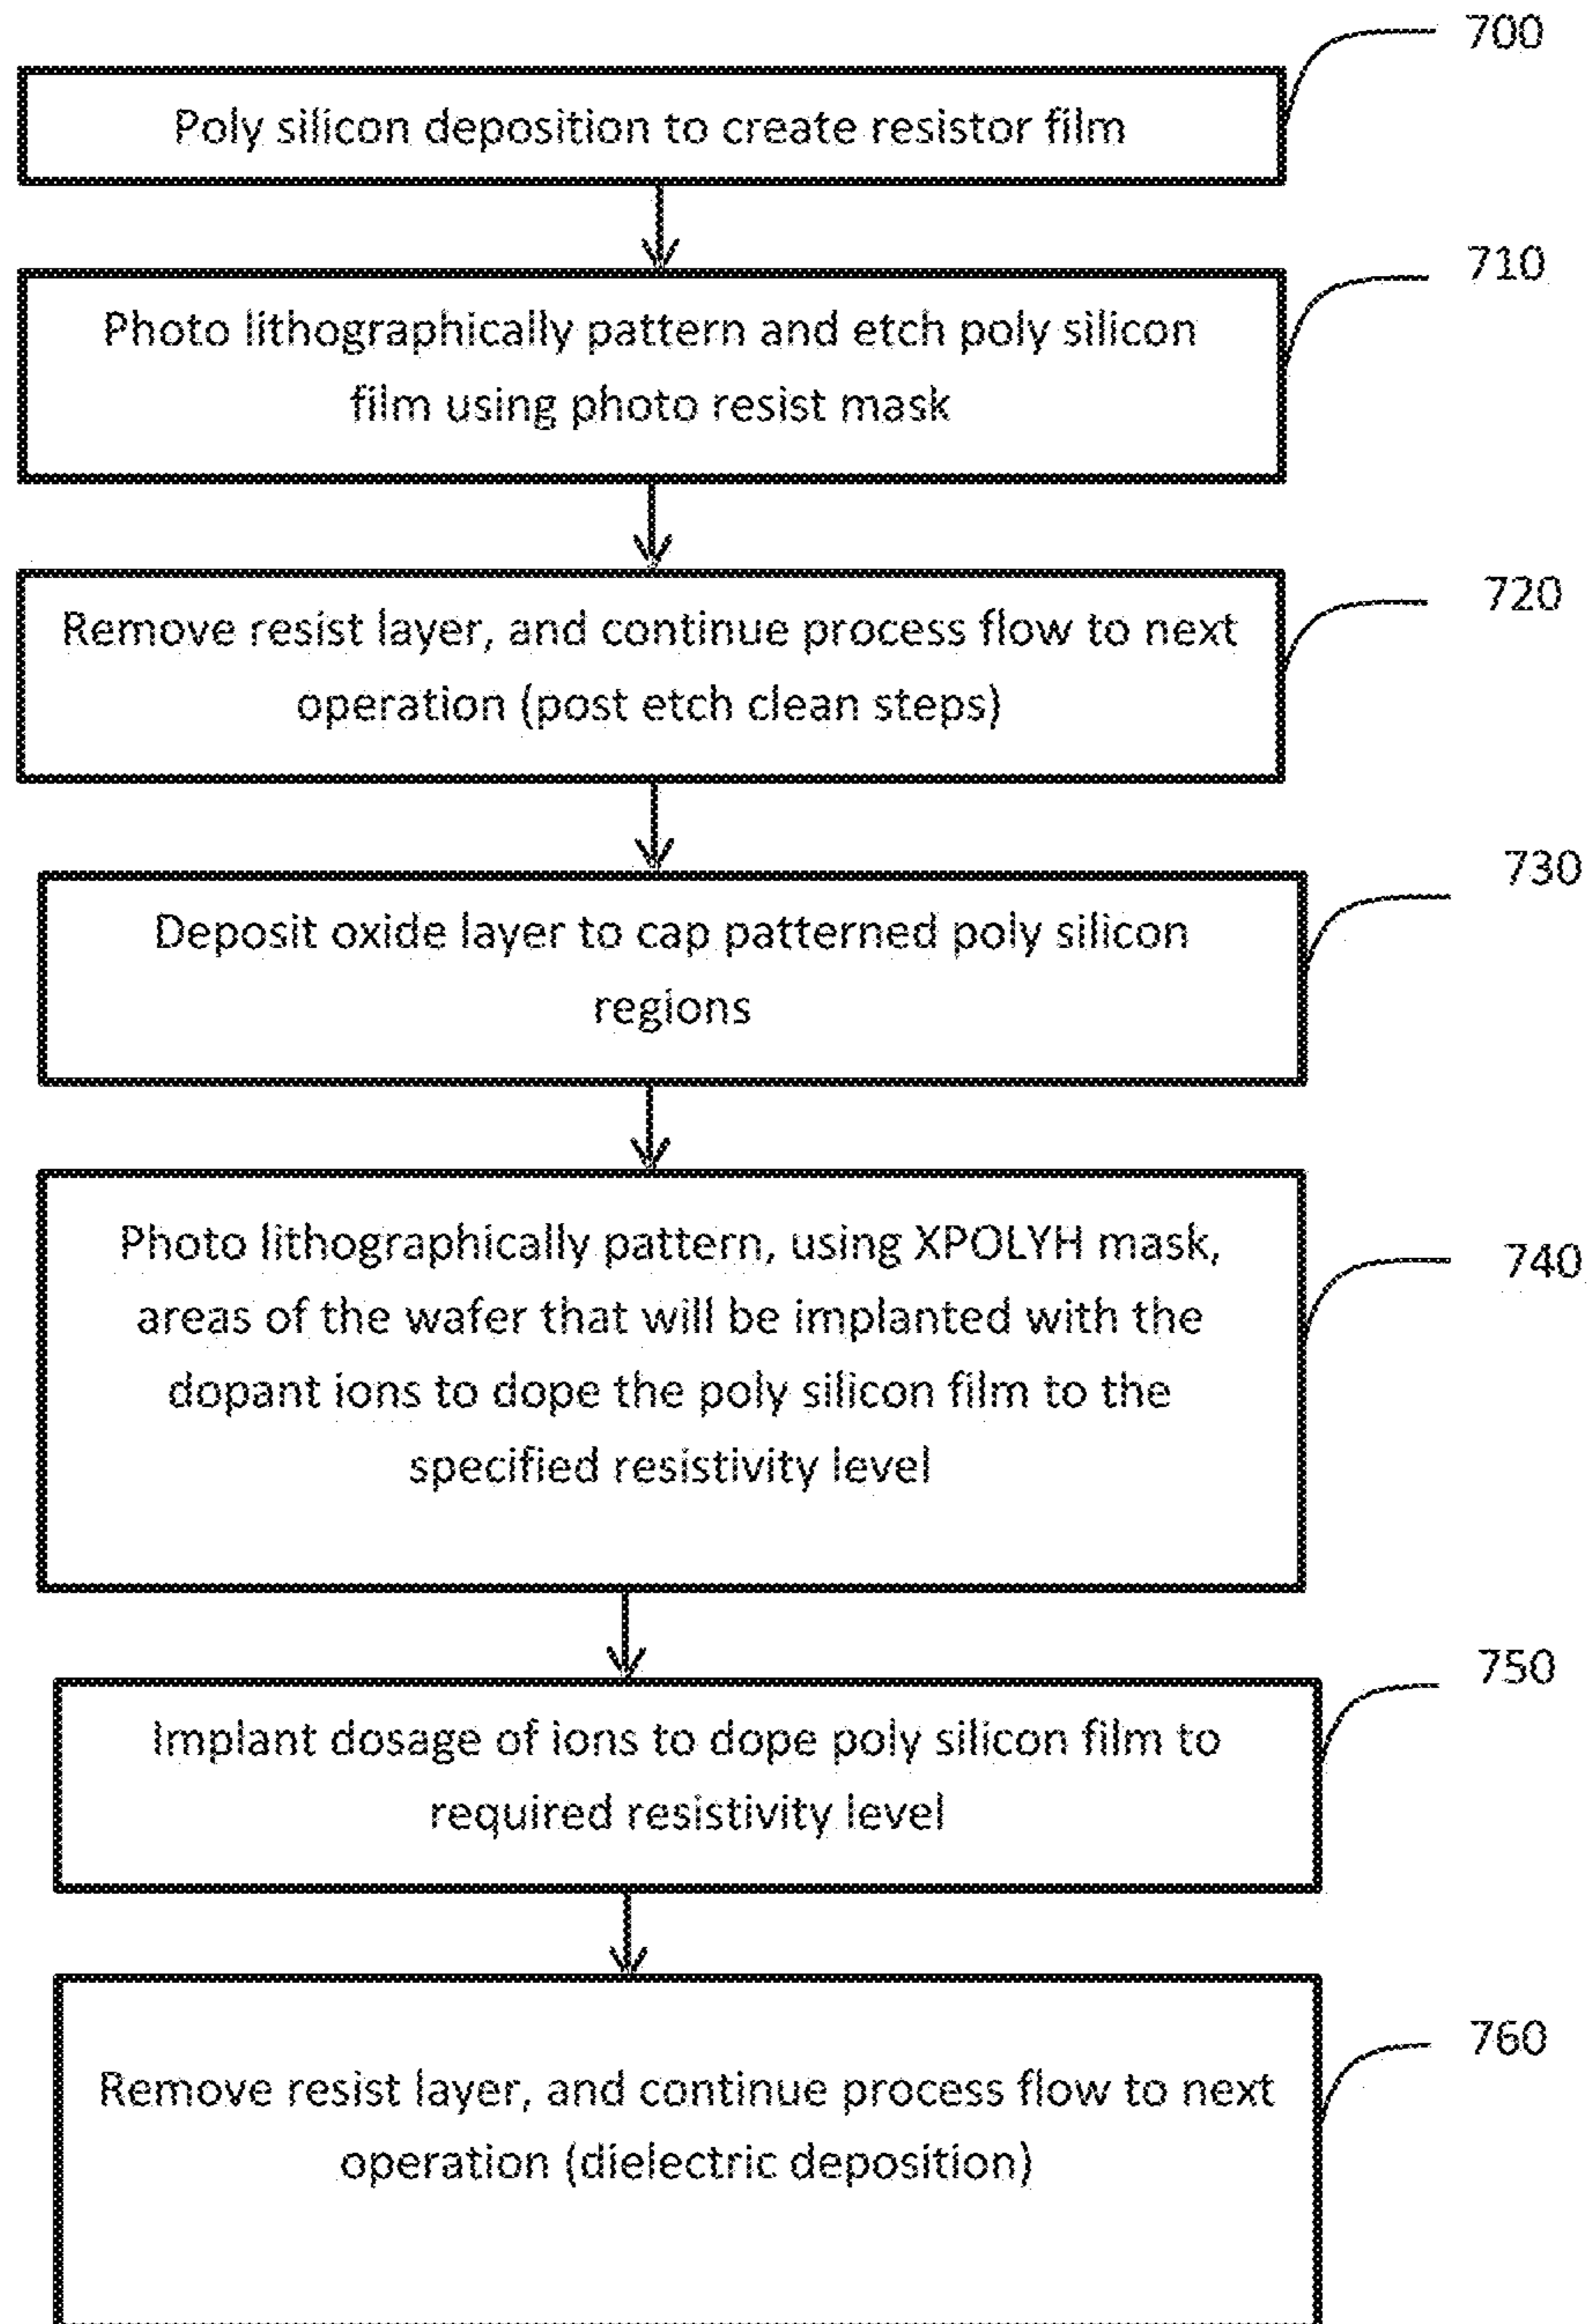 700
Poly silicon deposition to create resistor film
710
Photo lithographically pattern and etch poly silicon
film using photo resist mask
720
Remove resist layer, and continue process flow to next
operation (post etch clean steps)
730
Deposit oxide layer to cap patterned poly silicon
regions
740
Photo lithographically pattern, using XPOLYH mask,
areas of the wafer that will be implanted with the
dopant ions to dope the poly silicon film to the
specified resistivity level
750
Implant dosage of ions to dope poly silicon film to
required resistivity level
760
Remove resist layer, and continue process flow to next
operation (dielectric deposition)